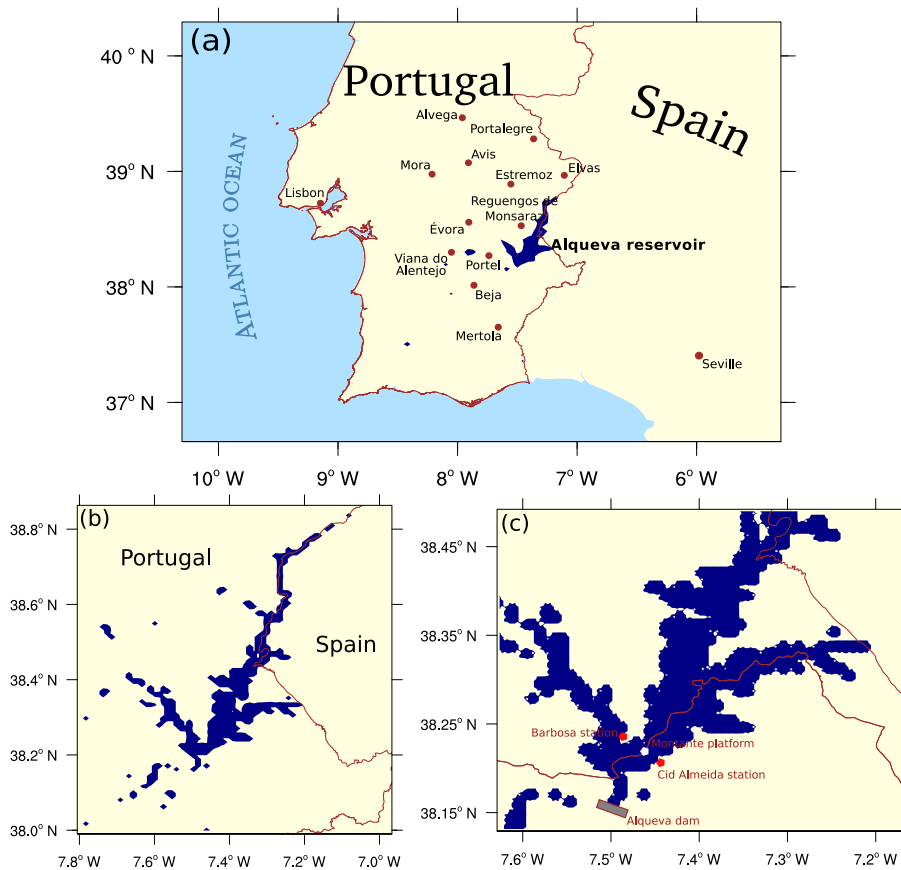 (a)
Portugal
Spain
ATLANTIC OCEAN
40° N
39° N
38° N
37° N
Alvega
Portalegre
Avis
Mora
Estremoz
Elvas
Lisbon
Reguengos de
Monsaraz
Évora
Alqueva reservoir
Viana do
Alentejo
Portel
Beja
Mertola
Seville
10° W
9° W
8° W
7° W
6° W
(b)
Portugal
Spain
38.8° N
38.6° N
38.4° N
38.2° N
38.0° N
7.8° W
7.6° W
7.4° W
7.2° W
7.0° W
(c)
38.45° N
38.35° N
38.25° N
38.15° N
Barbosa station
/Montante platform
Cid Almeida station
Alqueva dam
7.6° W
7.5° W
7.4° W
7.3° W
7.2° W